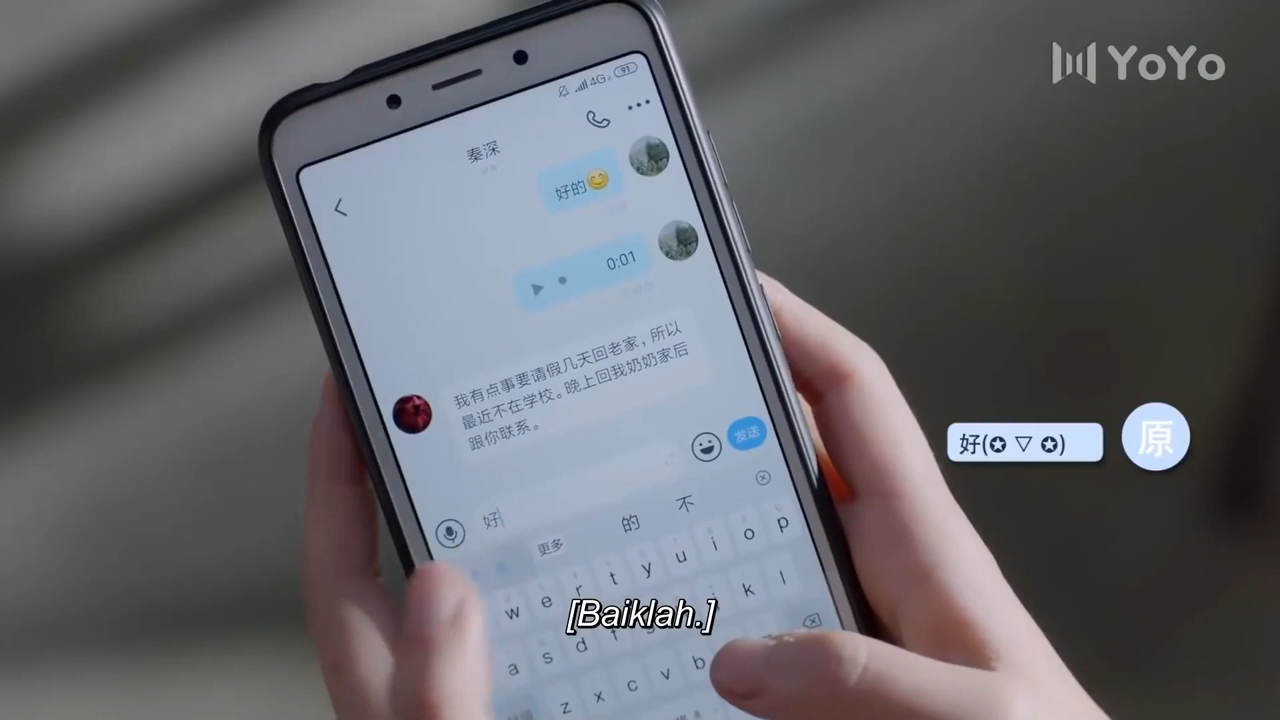 YoYo
4G 91
秦深
好的😊
0:01
我有点事要请假几天回老家，所以
最近不在学校。晚上回我奶奶家后
跟你联系。
发送
好
更多 的 不
好(✪ ▽ ✪)
原
w e r t y u i o p
a s d f g k l
z x c v b
[Baiklah.]